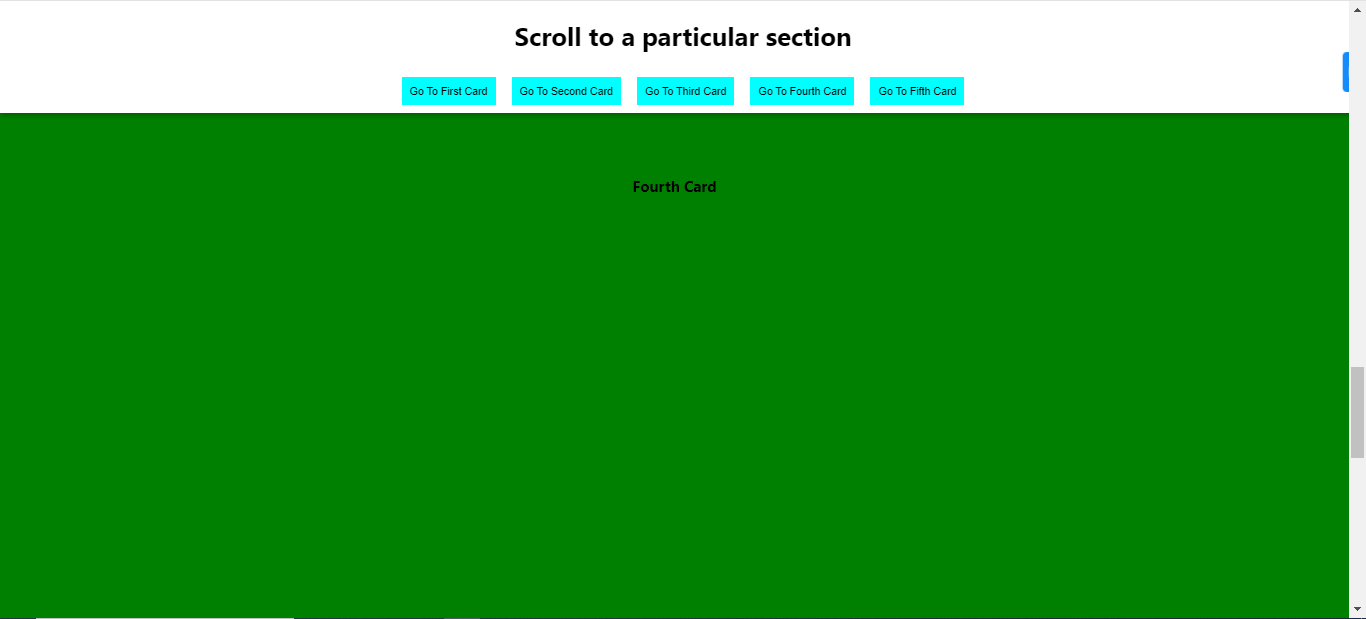 Scroll to a particular section
Go To First Card Go To Second Card Go To Third Card Go To Fourth Card Go To Fifth Card
Fourth Card